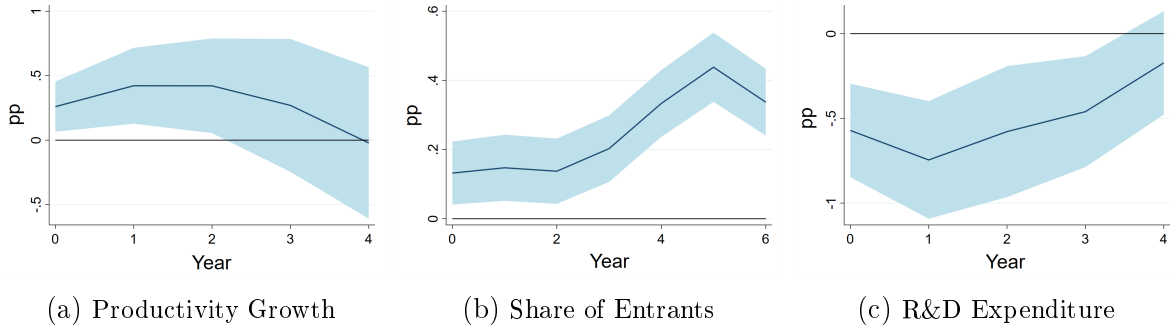 1
.5
0
-.5
pp
0 1 2 3 4
Year
(a) Productivity Growth
.6
.4
.2
0
pp
0 2 4 6
Year
(b) Share of Entrants
0
-.5
-1
pp
0 1 2 3 4
Year
(c) R&D Expenditure